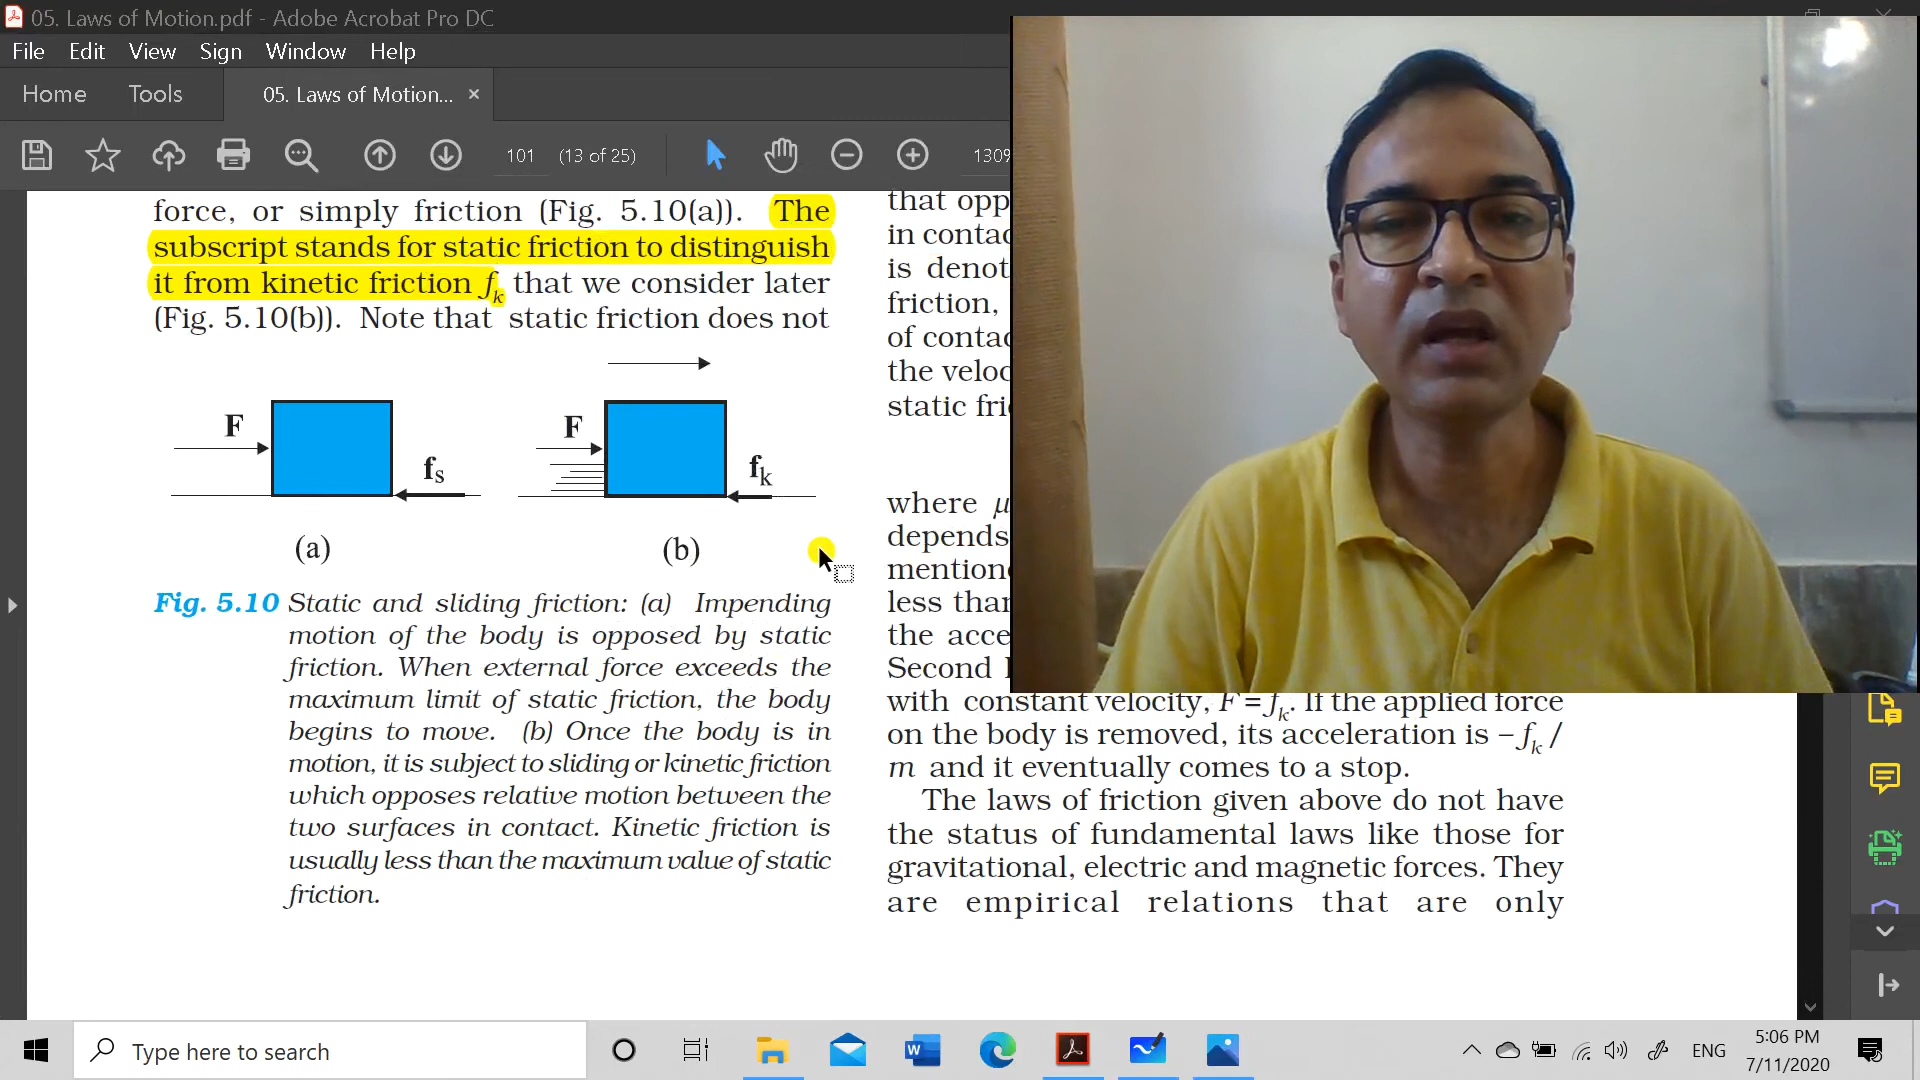 05. Laws of Motion.pdf - Adobe Acrobat Pro DC
File Edit View Sign Window Help
Home Tools 05. Laws of Motion... ×
101 (13 of 25) 130%
force, or simply friction (Fig. 5.10(a)). The
subscript stands for static friction to distinguish
it from kinetic friction fk that we consider later
(Fig. 5.10(b)). Note that static friction does not
F fs
F fk
(a) (b)
Fig. 5.10 Static and sliding friction: (a) Impending
motion of the body is opposed by static
friction. When external force exceeds the
maximum limit of static friction, the body
begins to move. (b) Once the body is in
motion, it is subject to sliding or kinetic friction
which opposes relative motion between the
two surfaces in contact. Kinetic friction is
usually less than the maximum value of static
friction.
that opp
in contac
is denot
friction,
of contac
the veloc
static fri
where μ
depends
mentione
less than
the acce
Second
with constant velocity, F = fk. If the applied force
on the body is removed, its acceleration is – fk /
m and it eventually comes to a stop.
The laws of friction given above do not have
the status of fundamental laws like those for
gravitational, electric and magnetic forces. They
are empirical relations that are only
Type here to search
ENG
5:06 PM
7/11/2020